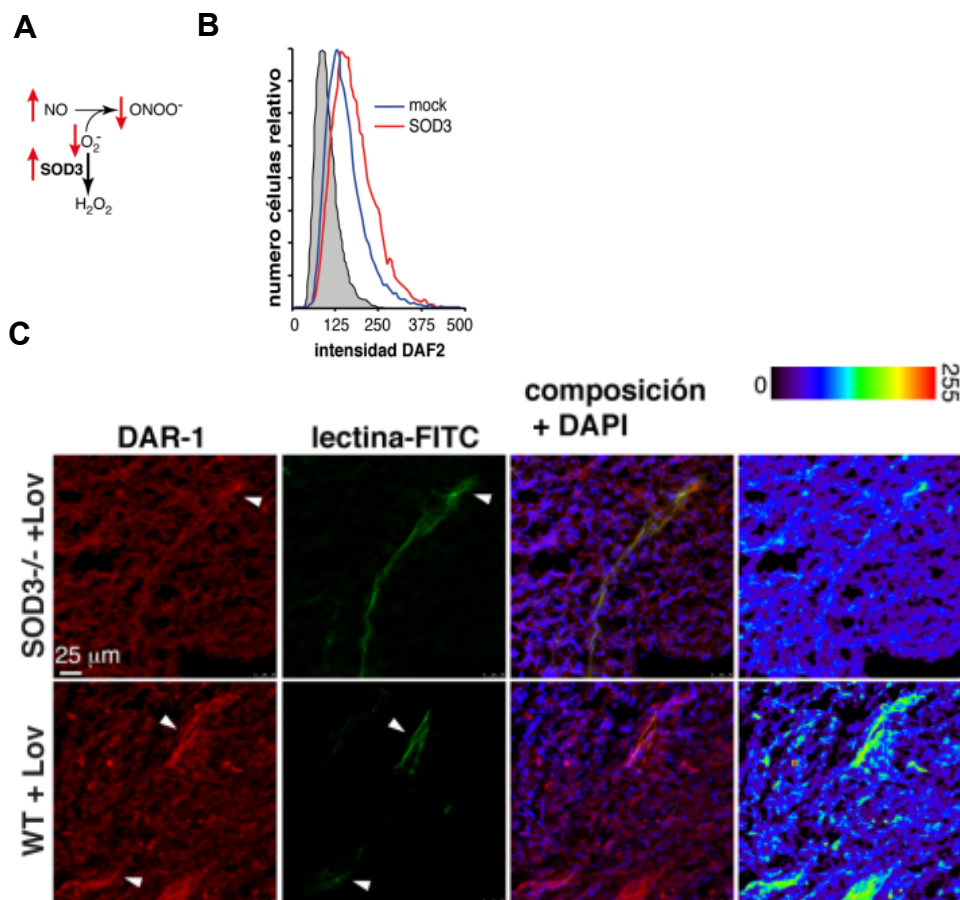 A
B
NO
ONOO⁻
O₂⁻
SOD3
H₂O₂
numero células relativo
mock
SOD3
0 125 250 375 500
intensidad DAF2
C
composición
+ DAPI
0
255
DAR-1
lectina-FITC
SOD3-/- +Lov
25 μm
WT + Lov